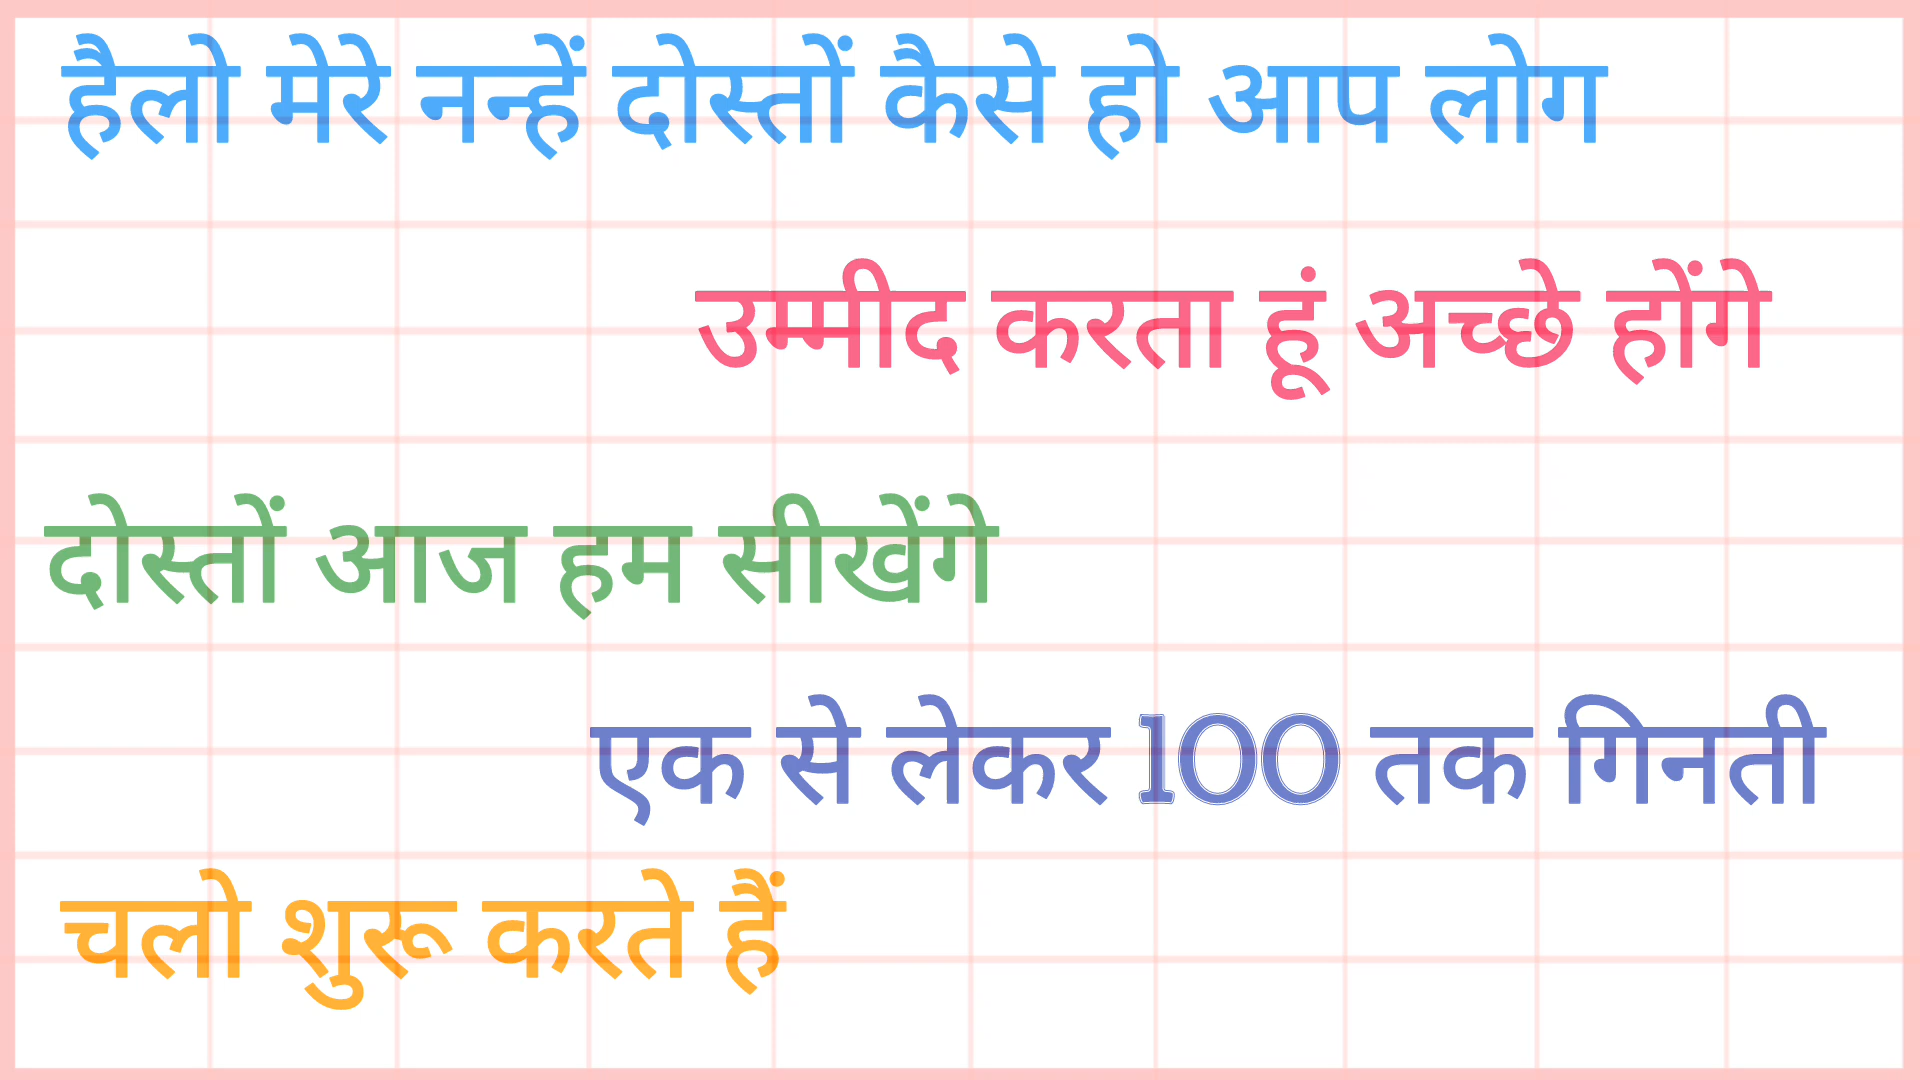 हैलो मेरे नन्हें दोस्तों कैसे हो आप लोग
उम्मीद करता हूं अच्छे होंगे
दोस्तों आज हम सीखेंगे
एक से लेकर 100 तक गिनती
चलो शुरू करते हैं